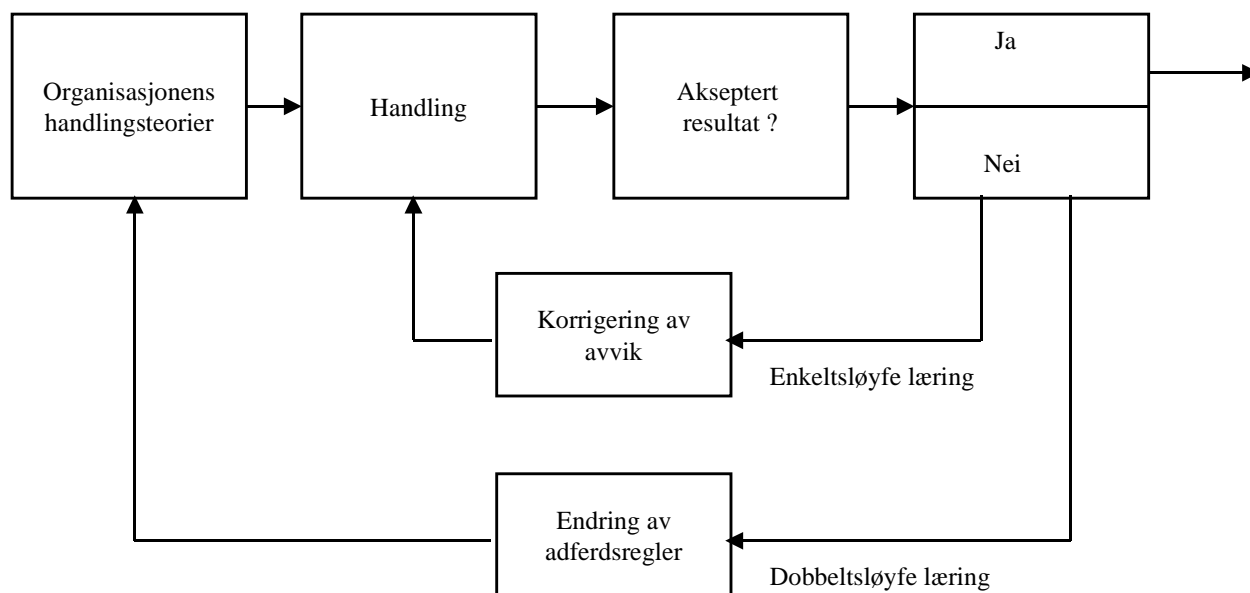 Organisasjonens
handlingsteorier
Handling
Akseptert
resultat ?
Ja
Nei
Korrigering av
avvik
Enkeltsløyfe læring
Endring av
adferdsregler
Dobbeltsløyfe læring